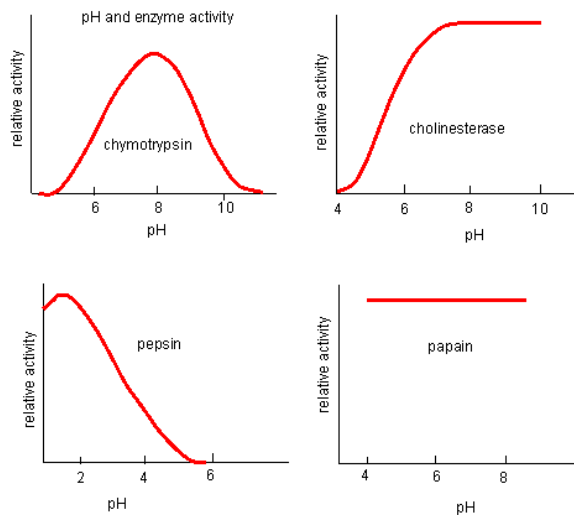 pH and enzyme activity
relative activity
chymotrypsin
6 8 10
pH
relative activity
cholinesterase
4 6 8 10
pH
relative activity
pepsin
2 4 6
pH
relative activity
papain
4 6 8
pH